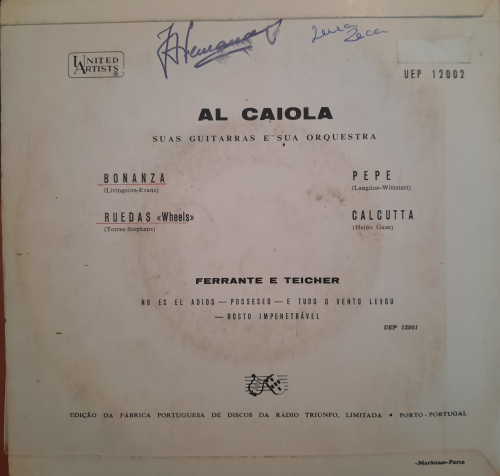 UNITED
ARTISTS
UEP 12002
AL CAIOLA
SUAS GUITARRAS E SUA ORQUESTRA
BONANZA
(Livingston-Evans)
PEPE
(Langdon-Wittstatt)
RUEDAS «Wheels»
(Torres-Stephens)
CALCUTTA
(Heino Gaze)
FERRANTE E TEICHER
NO ES EL ADIOS — POSSESED — E TUDO O VENTO LEVOU
— ROSTO IMPENETRÁVEL
UEP 12001
EDIÇÃO DA FÁBRICA PORTUGUESA DE DISCOS DA RÁDIO TRIUNFO, LIMITADA • PORTO-PORTUGAL
«Marânus»-Porto